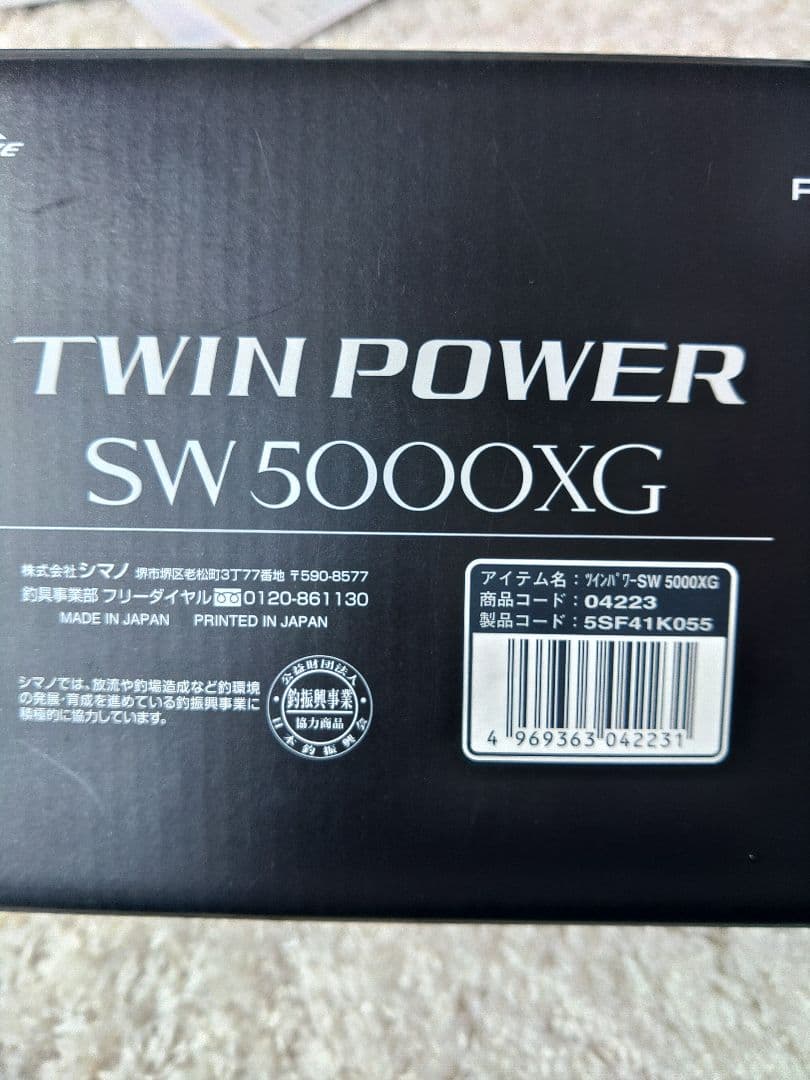 TWIN POWER
SW 5000XG
株式会社シマノ 堺市堺区老松町3丁77番地 〒590-8577
釣具事業部 フリーダイヤル 0120-861130
MADE IN JAPAN PRINTED IN JAPAN
シマノでは、放流や釣場造成など釣環境
の発展・育成を進めている釣振興事業に
積極的に協力しています。
公益財団法人
釣振興事業
協力商品
日本釣振興会
アイテム名：ﾂｲﾝﾊﾟﾜｰSW 5000XG
商品コード：04223
製品コード：5SF41K055
4 969363 042231